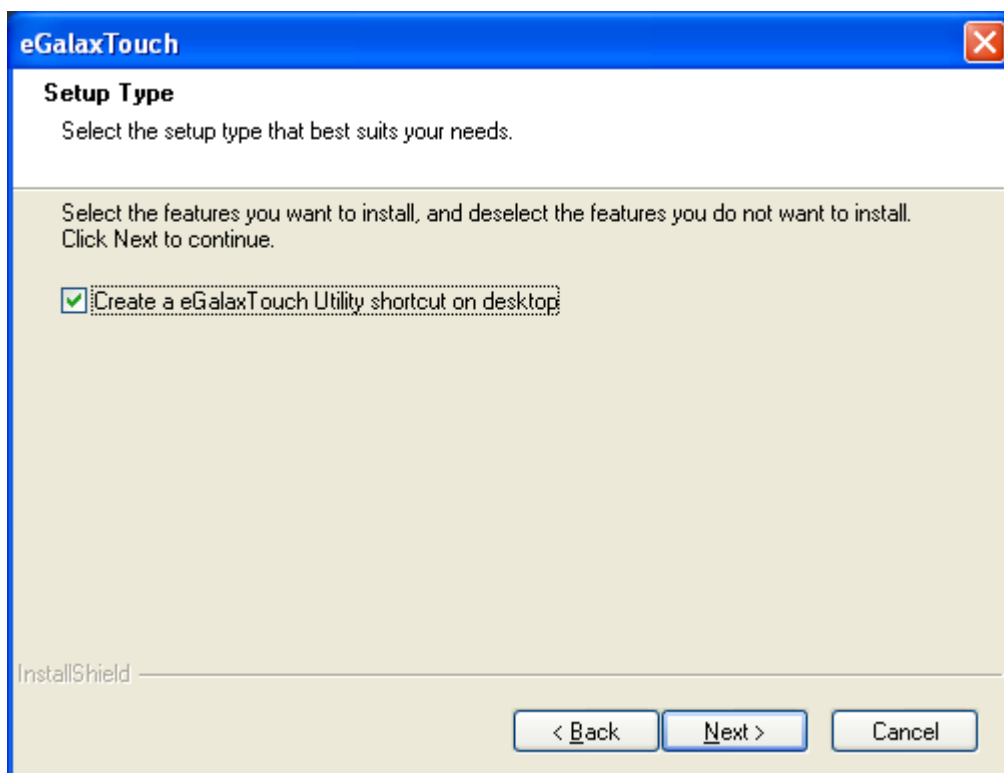 eGalaxTouch
Setup Type
Select the setup type that best suits your needs.
Select the features you want to install, and deselect the features you do not want to install.
Click Next to continue.
Create a eGalaxTouch Utility shortcut on desktop
InstallShield
< Back
Next >
Cancel